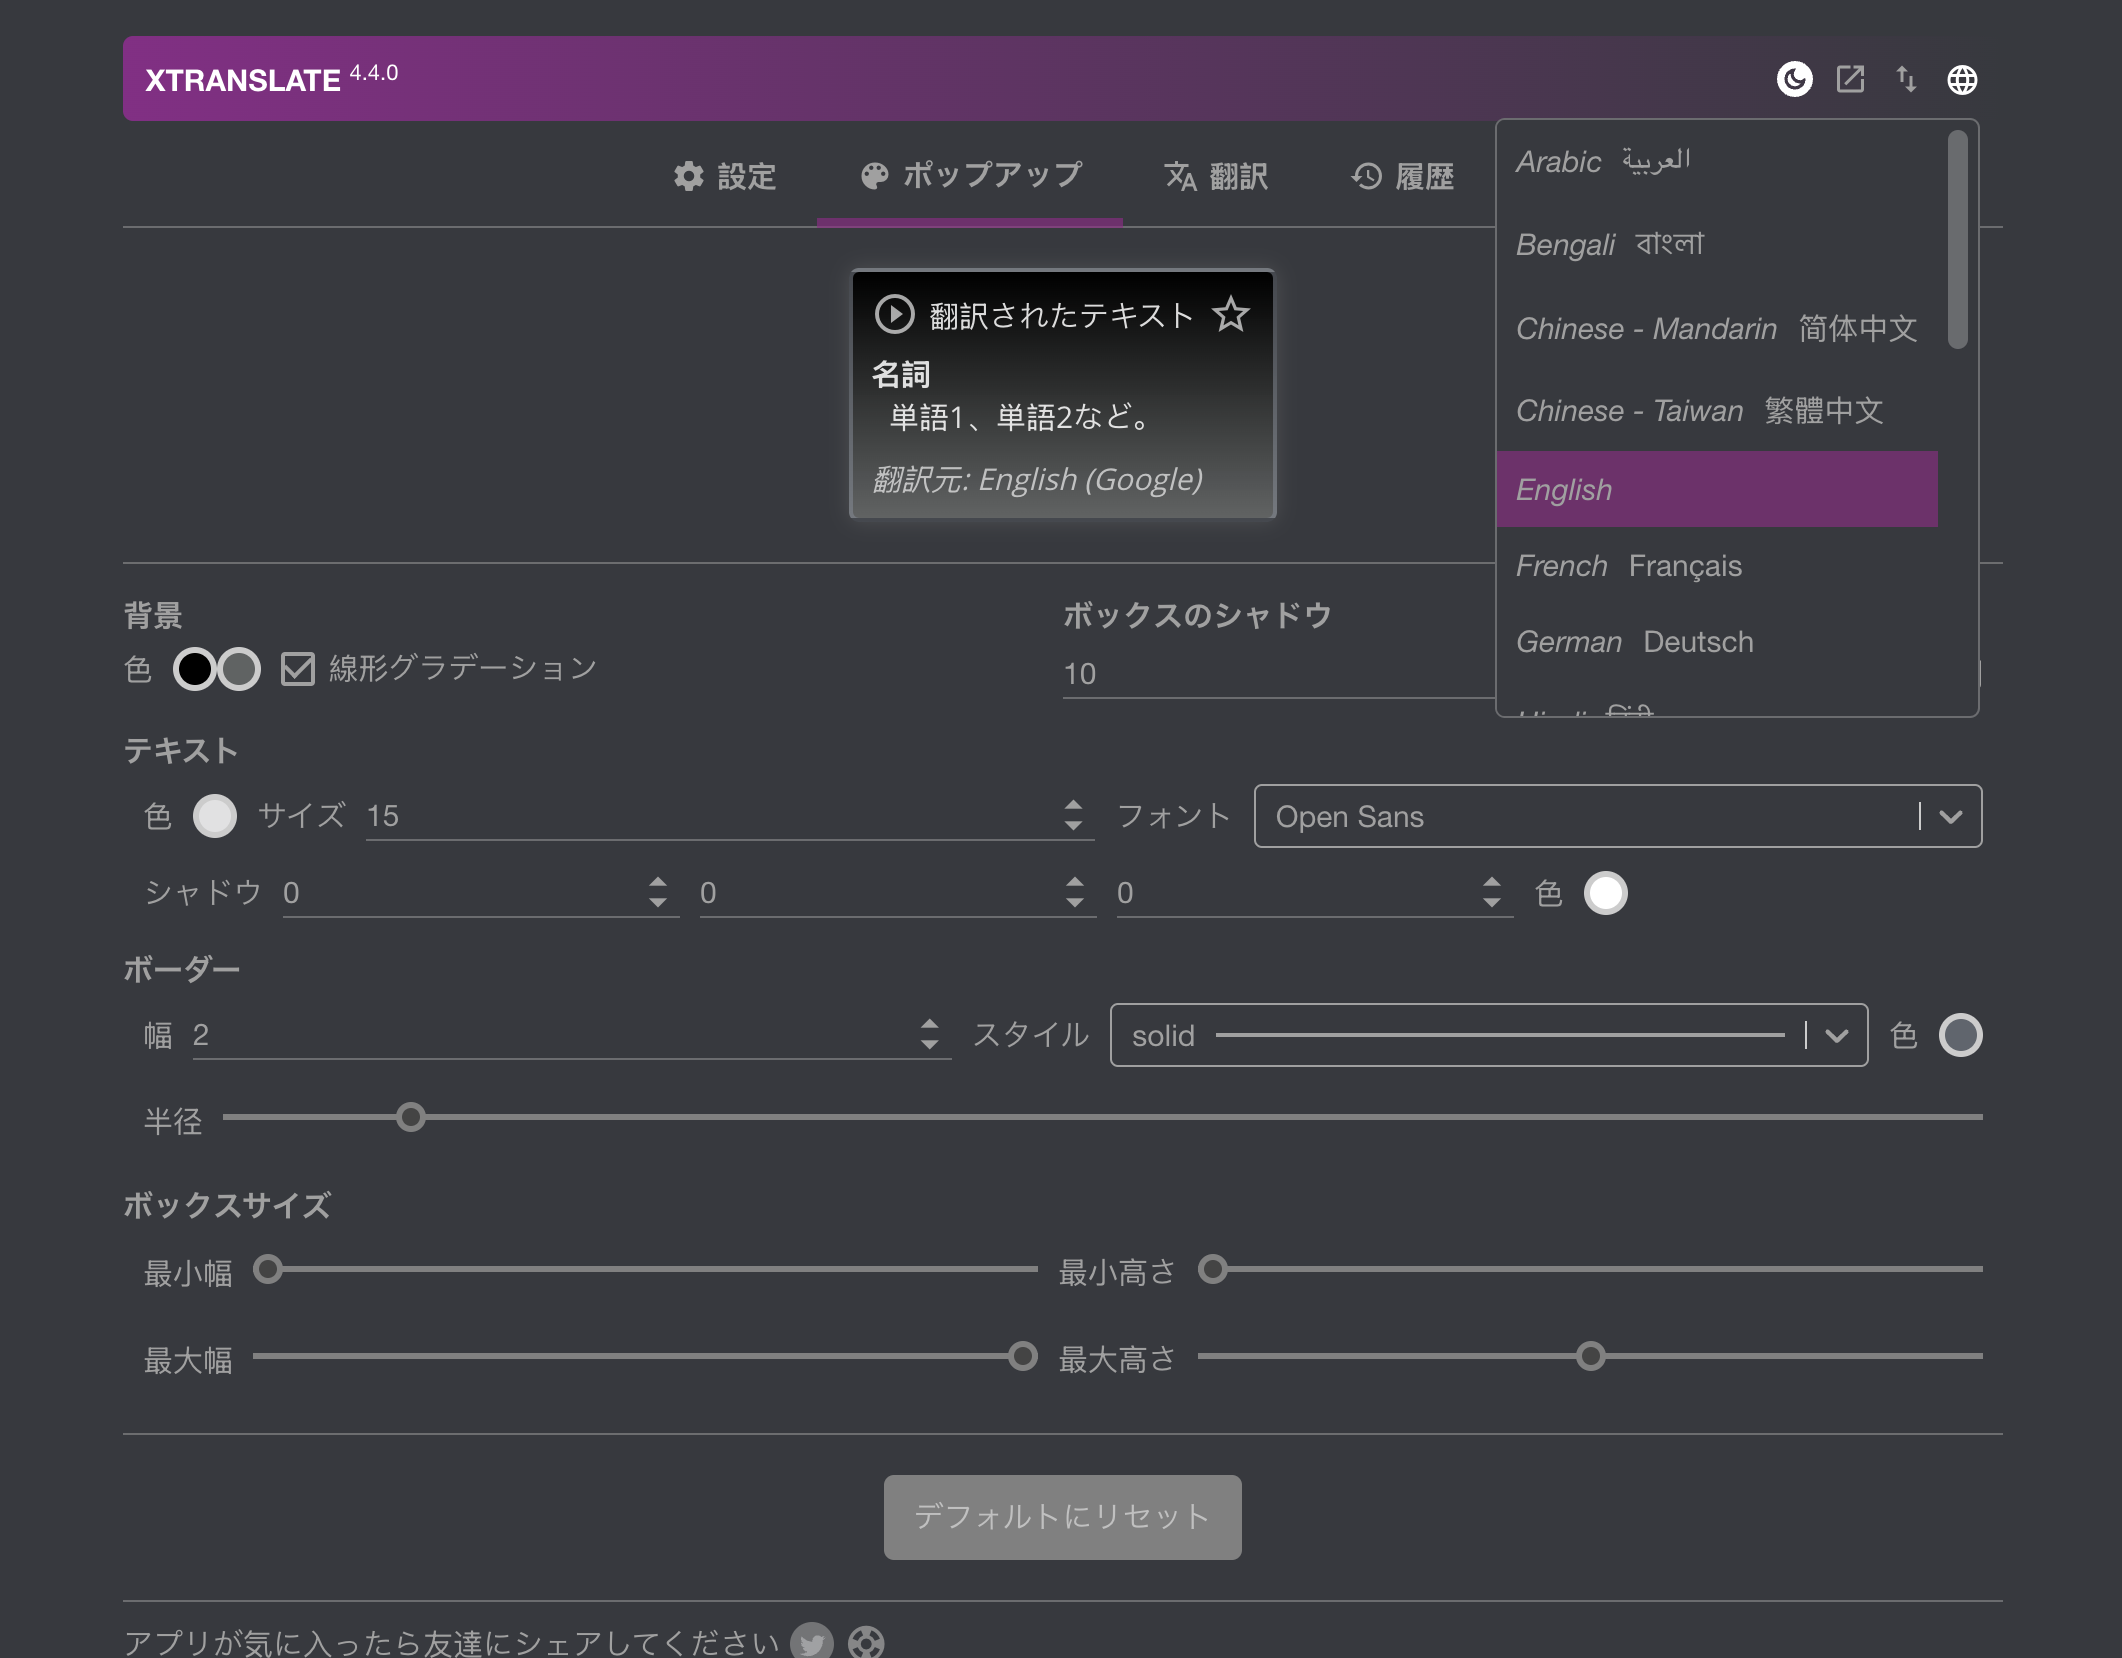 XTRANSLATE 4.4.0
設定
ポップアップ
翻訳
履歴
Arabic العربية
Bengali বাংলা
Chinese - Mandarin 简体中文
Chinese - Taiwan 繁體中文
English
French Français
German Deutsch
翻訳されたテキスト
名詞
単語1、単語2など。
翻訳元: English (Google)
背景
色
線形グラデーション
ボックスのシャドウ
10
テキスト
色
サイズ 15
フォント Open Sans
シャドウ 0 0 0 色
ボーダー
幅 2
スタイル solid
色
半径
ボックスサイズ
最小幅
最小高さ
最大幅
最大高さ
デフォルトにリセット
アプリが気に入ったら友達にシェアしてください